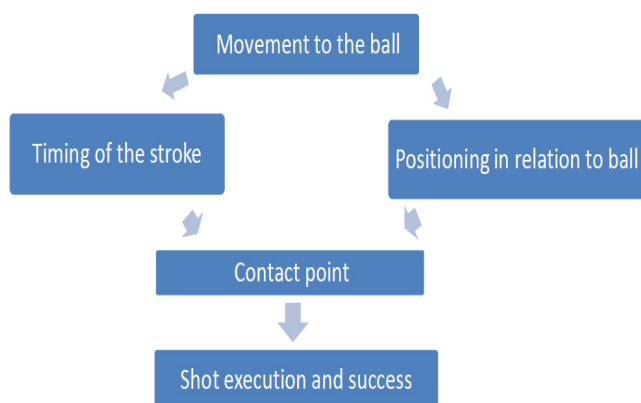 Movement to the ball
Timing of the stroke
Positioning in relation to ball
Contact point
Shot execution and success